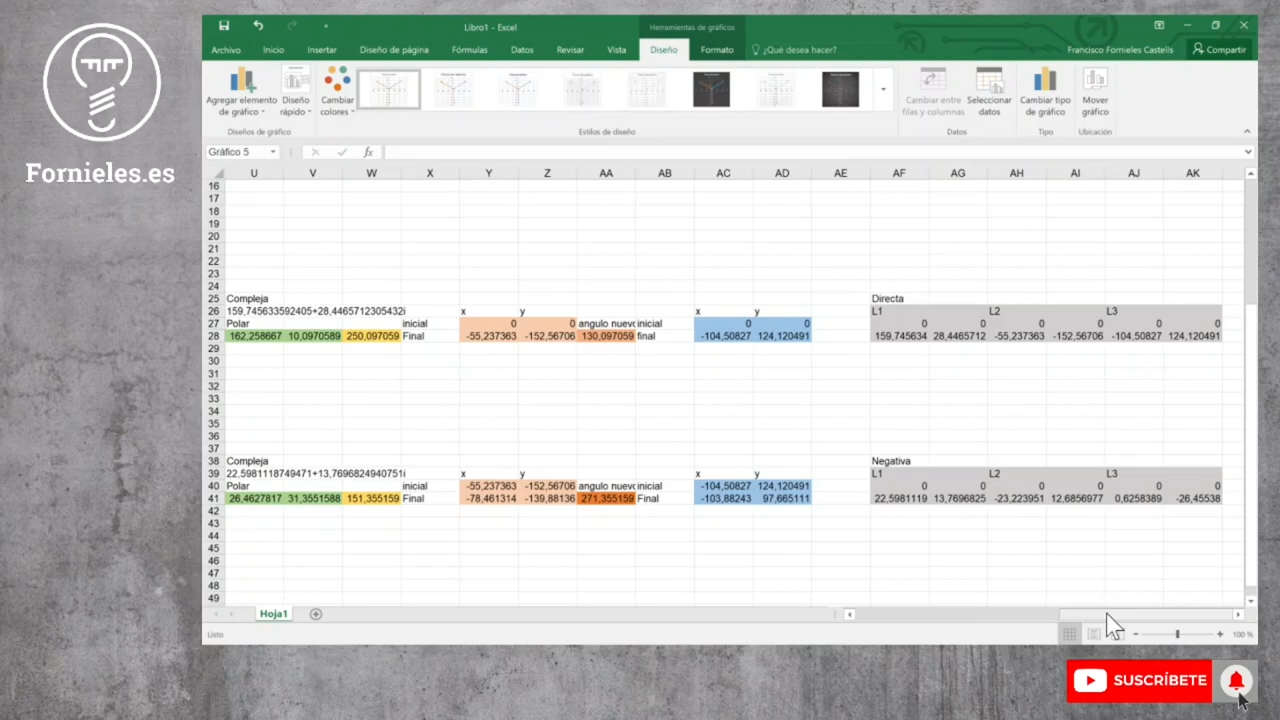 Fornieles.es
Libro1 - Excel
Herramientas de gráficos
Archivo Inicio Insertar Diseño de página Fórmulas Datos Revisar Vista Diseño Formato ¿Qué desea hacer? Francisco Fornieles Castells Compartir
Agregar elemento de gráfico
Diseño rápido
Cambiar colores
Cambiar entre filas y columnas
Seleccionar datos
Cambiar tipo de gráfico
Mover gráfico
Diseños de gráfico Estilos de diseño Datos Tipo Ubicación
Gráfico 5 fx
U V W X Y Z AA AB AC AD AE AF AG AH AI AJ AK
16
17
18
19
20
21
22
23
24
25 Compleja Directa
26 159,745633592405+28,4465712305432i x y x y L1 L2 L3
27 Polar inicial 0 0 angulo nuevo inicial 0 0 0 0 0 0 0 0
28 162,258667 10,0970589 250,097059 Final -55,237363 -152,56706 130,097059 final -104,50827 124,120491 159,745634 28,4465712 -55,237363 -152,56706 -104,50827 124,120491
29
30
31
32
33
34
35
36
37
38 Compleja Negativa
39 22,5981118749471+13,7696824940751i x y x y L1 L2 L3
40 Polar inicial -55,237363 -152,56706 angulo nuevo inicial -104,50827 124,120491 0 0 0 0 0 0
41 26,4627817 31,3551588 151,355159 Final -78,461314 -139,88136 271,355159 Final -103,88243 97,665111 22,5981119 13,7696825 -23,223951 12,6856977 0,6258389 -26,45538
42
43
44
45
46
47
48
49
Hoja1
Listo 100 %
SUSCRÍBETE